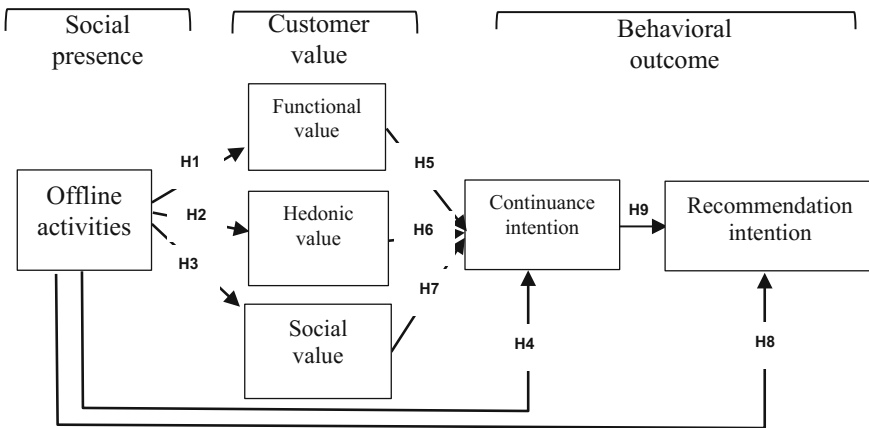 Social
presence
Customer
value
Behavioral
outcome
Functional
value
H1
H5
Offline
activities
H2
Hedonic
value
H6
Continuance
intention
H9
Recommendation
intention
H3
H7
Social
value
H4
H8